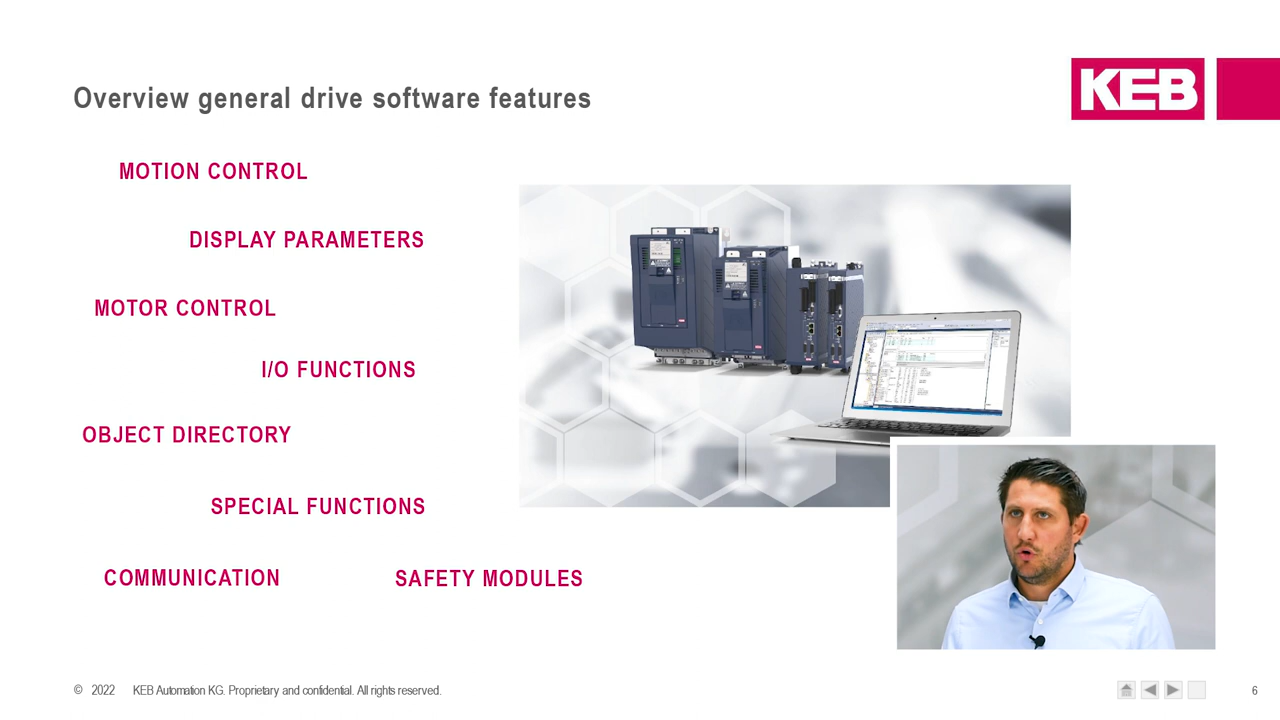 KEB
Overview general drive software features
MOTION CONTROL
DISPLAY PARAMETERS
MOTOR CONTROL
I/O FUNCTIONS
OBJECT DIRECTORY
SPECIAL FUNCTIONS
COMMUNICATION
SAFETY MODULES
© 2022 KEB Automation KG. Proprietary and confidential. All rights reserved.
6